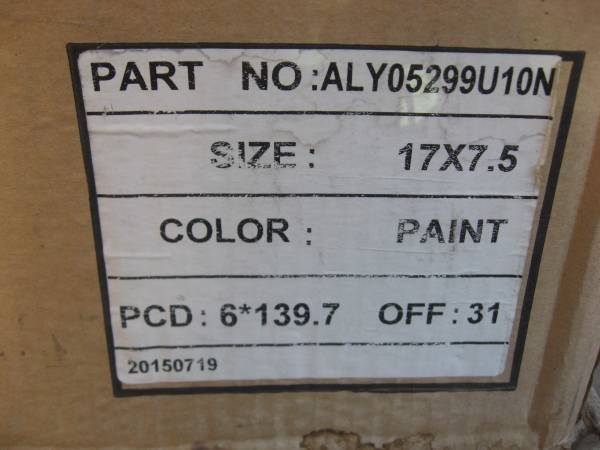 PART NO:ALY05299U10N
SIZE: 17X7.5
COLOR: PAINT
PCD: 6*139.7 OFF: 31
20150719